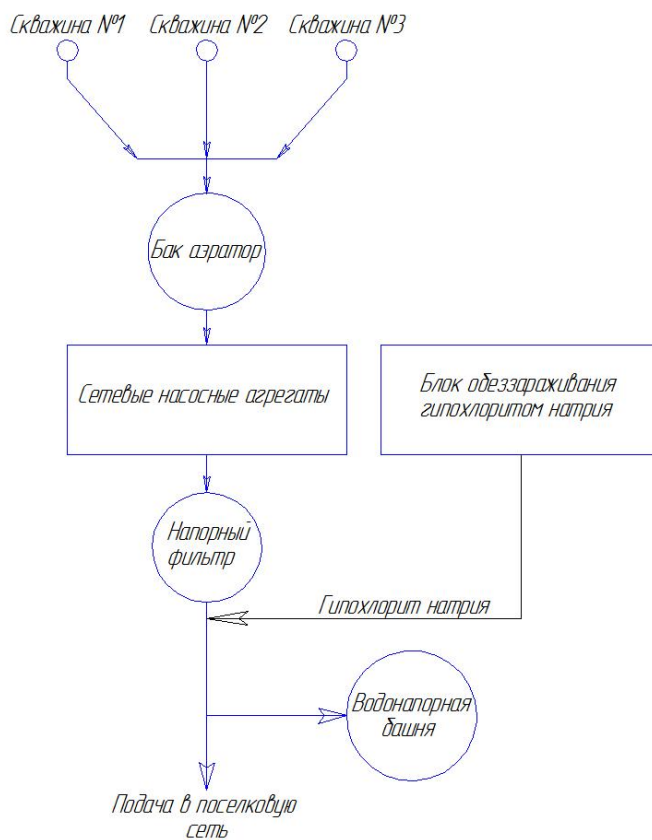 Скважина №1 Скважина №2 Скважина №3
Бак аэратор
Сетевые насосные агрегаты
Блок обеззараживания
гипохлоритом натрия
Напорный
фильтр
Гипохлорит натрия
Водонапорная
башня
Подача в поселковую
сеть